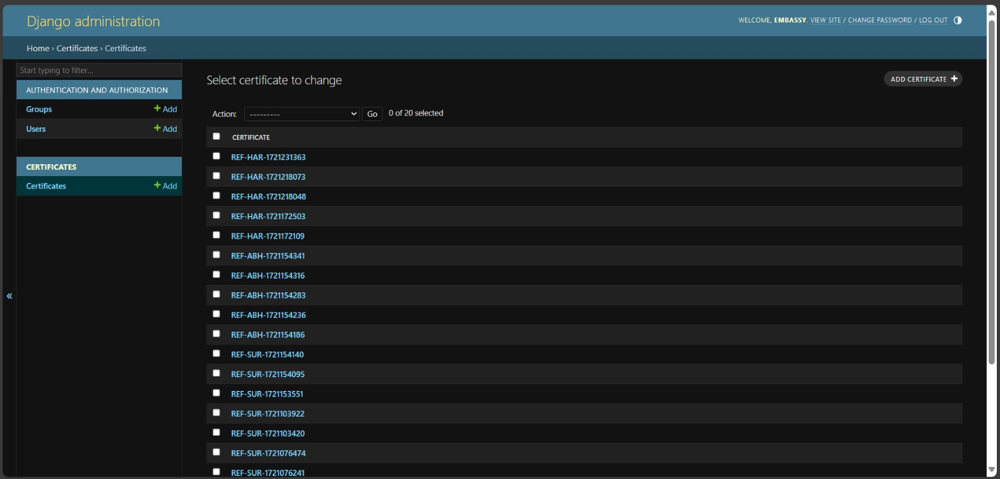 Django administration
WELCOME, EMBASSY. VIEW SITE / CHANGE PASSWORD / LOG OUT
Home › Certificates › Certificates
Start typing to filter...
AUTHENTICATION AND AUTHORIZATION
Groups + Add
Users + Add
CERTIFICATES
Certificates + Add
«
Select certificate to change
ADD CERTIFICATE +
Action: --------- Go 0 of 20 selected
CERTIFICATE
REF-HAR-1721231363
REF-HAR-1721218073
REF-HAR-1721218048
REF-HAR-1721172503
REF-HAR-1721172109
REF-ABH-1721154341
REF-ABH-1721154316
REF-ABH-1721154283
REF-ABH-1721154236
REF-ABH-1721154186
REF-SUR-1721154140
REF-SUR-1721154095
REF-SUR-1721153551
REF-SUR-1721103922
REF-SUR-1721103420
REF-SUR-1721076474
REF-SUR-1721076241